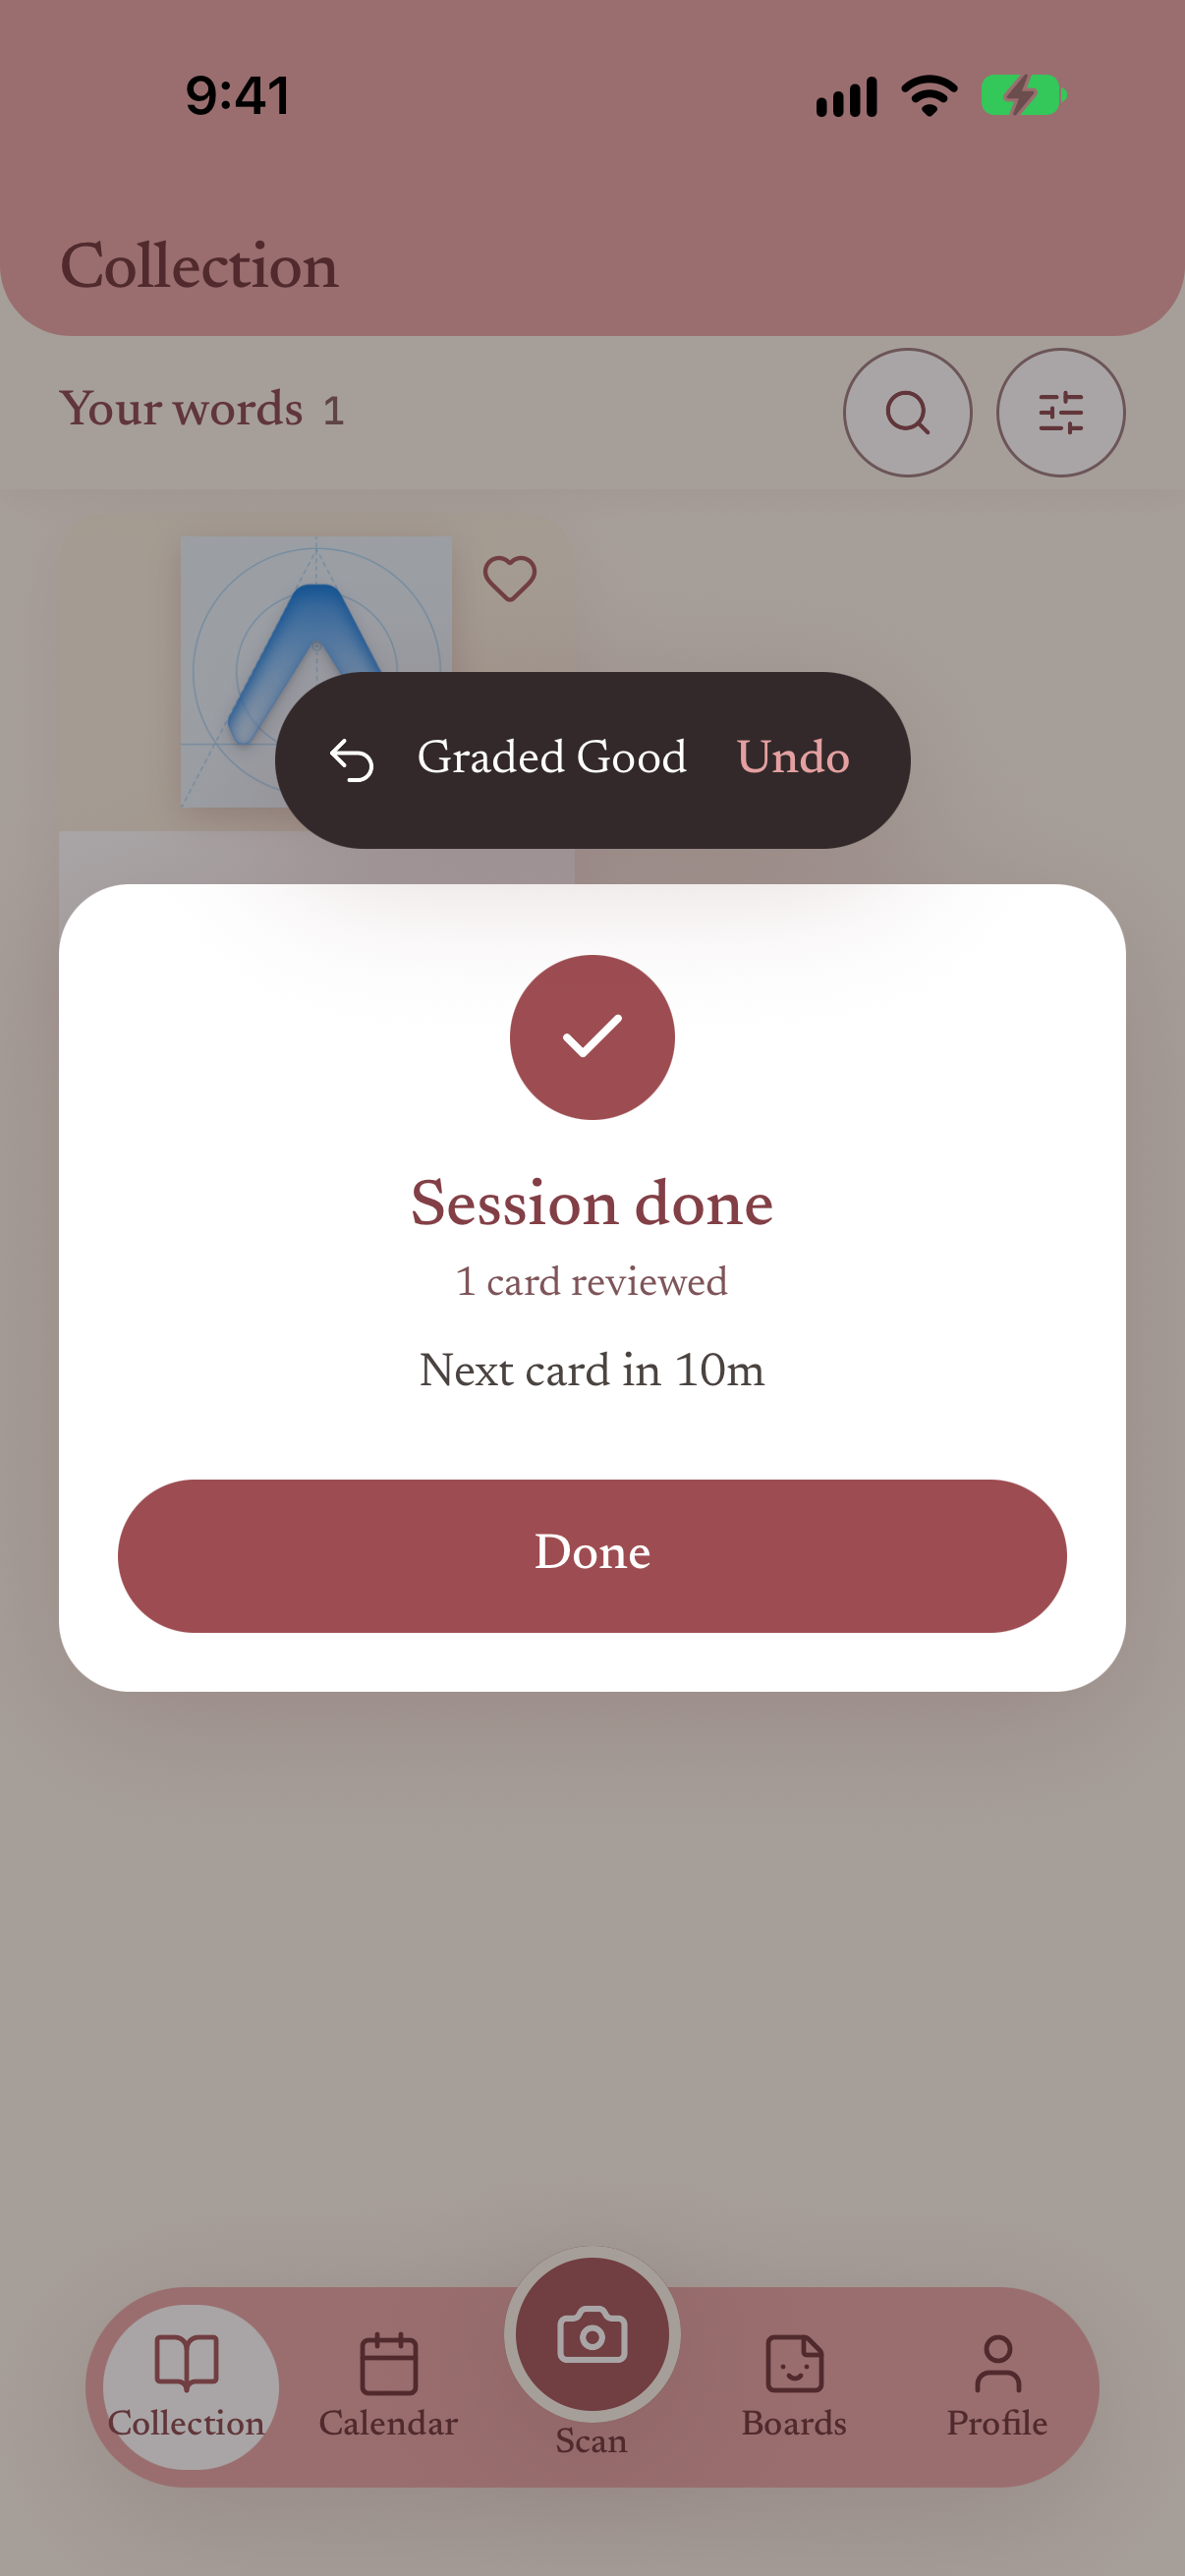 9:41
Collection
Your words 1
Graded Good Undo
Session done
1 card reviewed
Next card in 10m
Done
Collection
Calendar
Scan
Boards
Profile